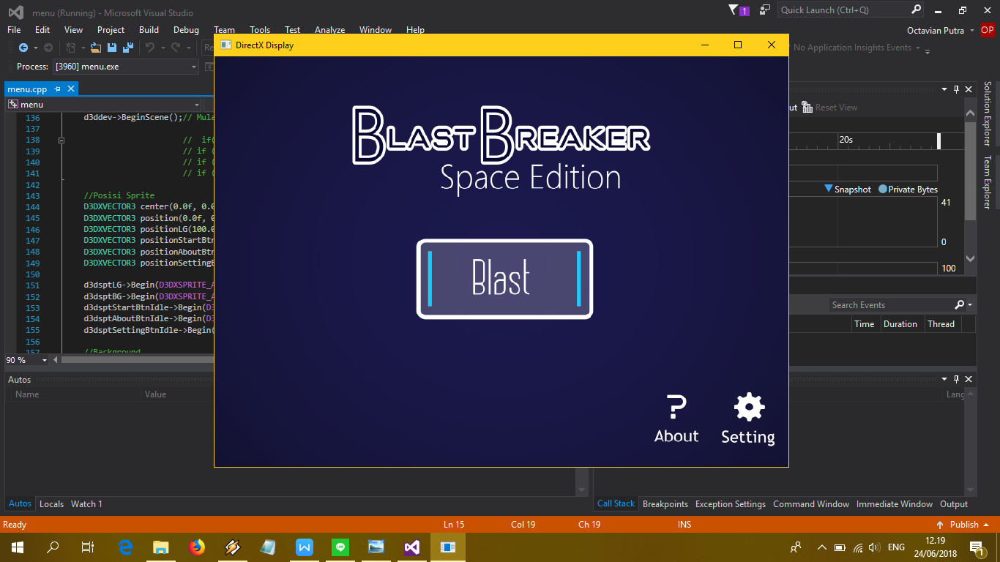 menu (Running) - Microsoft Visual Studio
1
Quick Launch (Ctrl+Q)
File Edit View Project Build Debug Team Tools Test Analyze Window Help
Octavian Putra OP
DirectX Display
No Application Insights Events
Process: [3960] menu.exe
menu.cpp
menu
Reset View
136 d3ddev->BeginScene();// Mula
137
138 // if(
139 // if (
140 // if (
141 // if (
142
143 //Posisi Sprite
144 D3DXVECTOR3 center(0.0f, 0.0
145 D3DXVECTOR3 position(0.0f, 0
146 D3DXVECTOR3 positionLG(100.0
147 D3DXVECTOR3 positionStartBtn
148 D3DXVECTOR3 positionAboutBtn
149 D3DXVECTOR3 positionSettingB
150
151 d3dsptLG->Begin(D3DXSPRITE_A
152 d3dsptBG->Begin(D3DXSPRITE_A
153 d3dsptStartBtnIdle->Begin(D3
154 d3dsptAboutBtnIdle->Begin(D3
155 d3dsptSettingBtnIdle->Begin(
156
157 //Background
90 %
Blast Breaker
Space Edition
Blast
? About
Setting
20s
Snapshot Private Bytes
41
0
100
Search Events
Time Duration Thread
Lang
Solution Explorer
Team Explorer
Autos
Name Value
Autos Locals Watch 1
Call Stack Breakpoints Exception Settings Command Window Immediate Window Output
Ready Ln 15 Col 19 Ch 19 INS Publish
ENG
12.19
24/06/2018
1